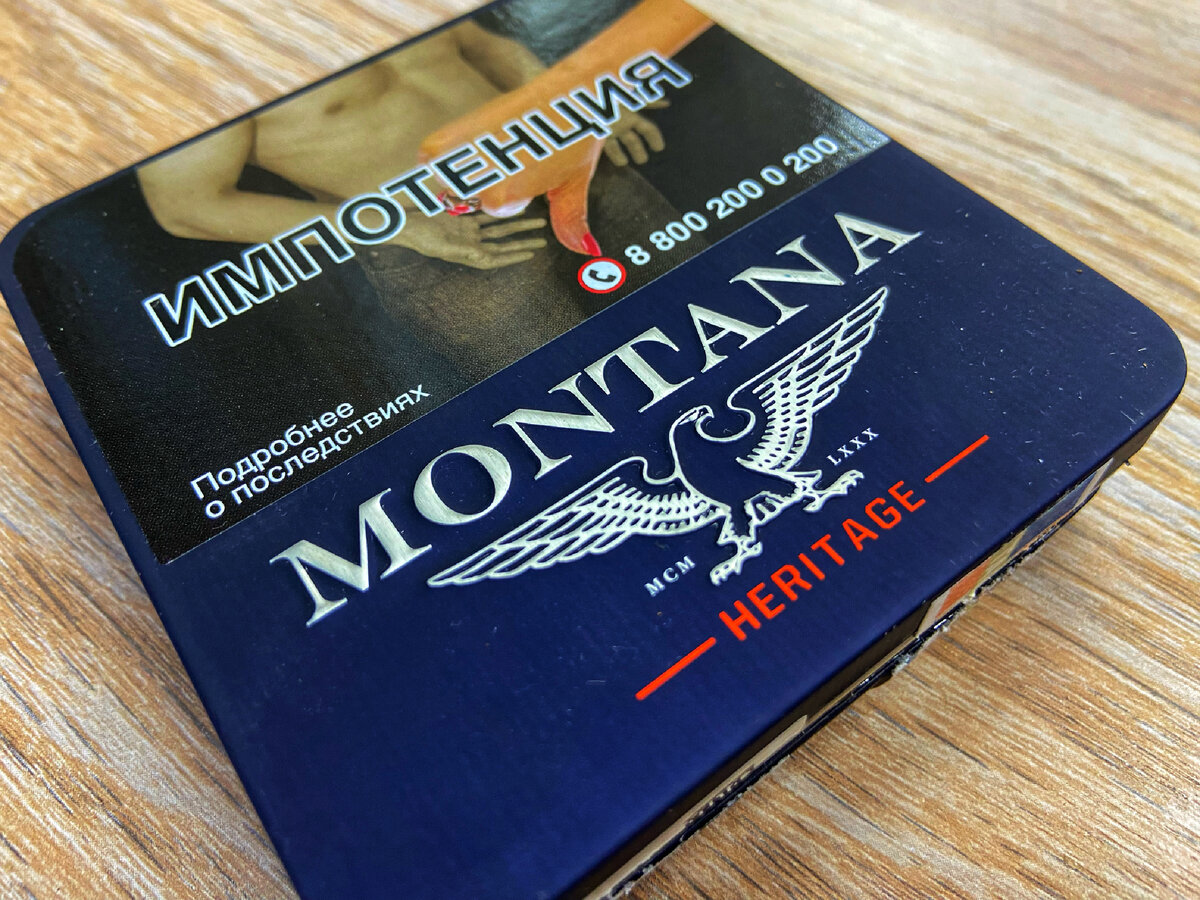 ИМПОТЕНЦИЯ
8 800 200 0 200
Подробнее
о последствиях
MONTANA
MCM
LXXX
HERITAGE